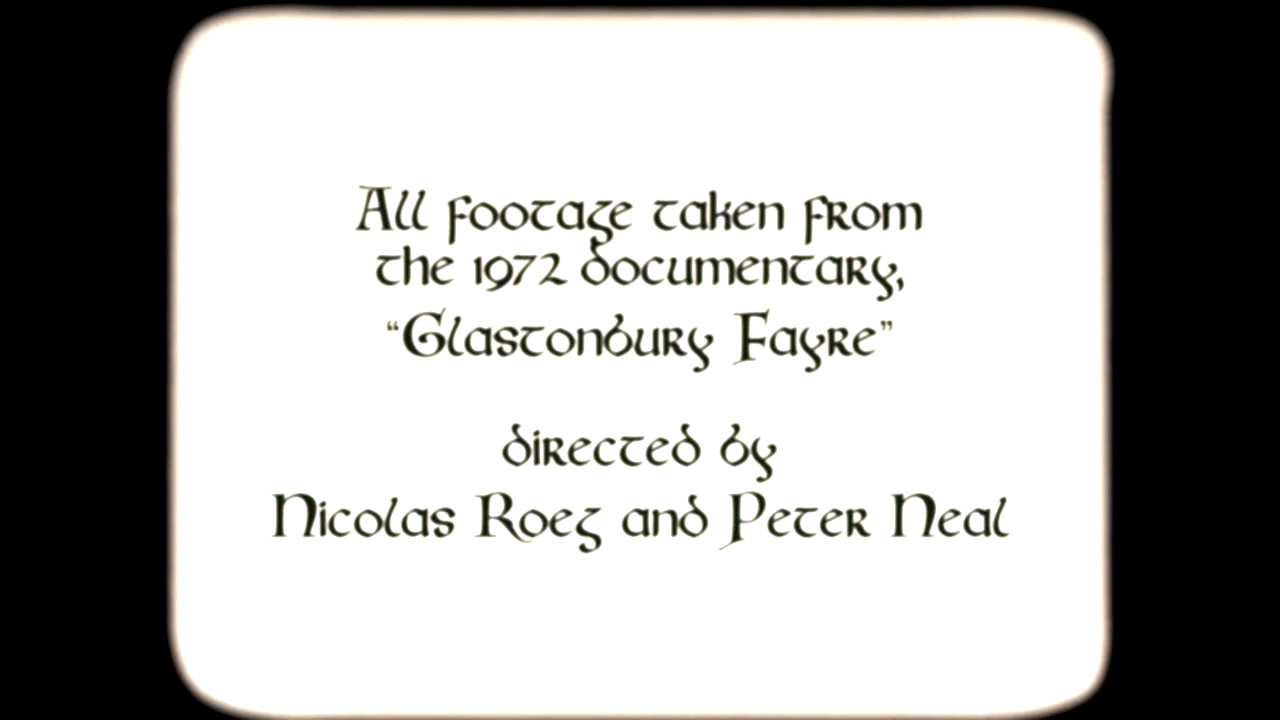 All footage taken from
the 1972 documentary,
“Glastonbury Fayre”
directed by
Nicolas Roeg and Peter Neal